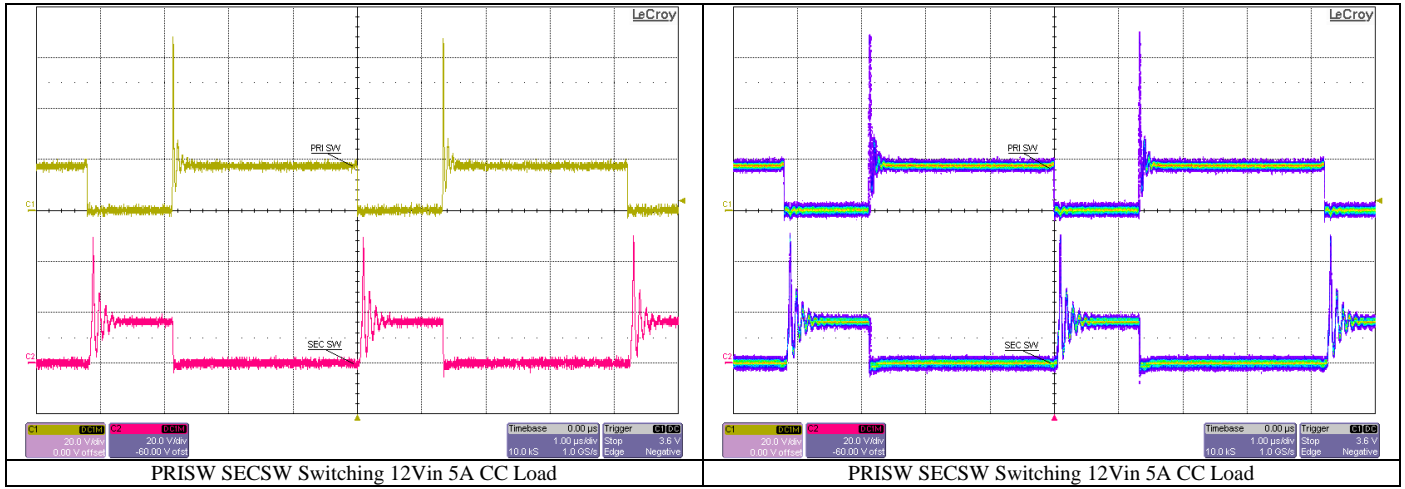 LeCroy
PRI SW
C1
SEC SW
C2
C1 DC1M
20.0 V/div
0.00 V offset
C2 DC1M
20.0 V/div
-60.00 V ofst
Timebase 0.00 µs
1.00 µs/div
10.0 kS 1.0 GS/s
Trigger C1 DC
Stop 3.6 V
Edge Negative
PRISW SECSW Switching 12Vin 5A CC Load
LeCroy
PRI SW
C1
SEC SW
C2
C1 DC1M
20.0 V/div
0.00 V offset
C2 DC1M
20.0 V/div
-60.00 V ofst
Timebase 0.00 µs
1.00 µs/div
10.0 kS 1.0 GS/s
Trigger C1 DC
Stop 3.6 V
Edge Negative
PRISW SECSW Switching 12Vin 5A CC Load